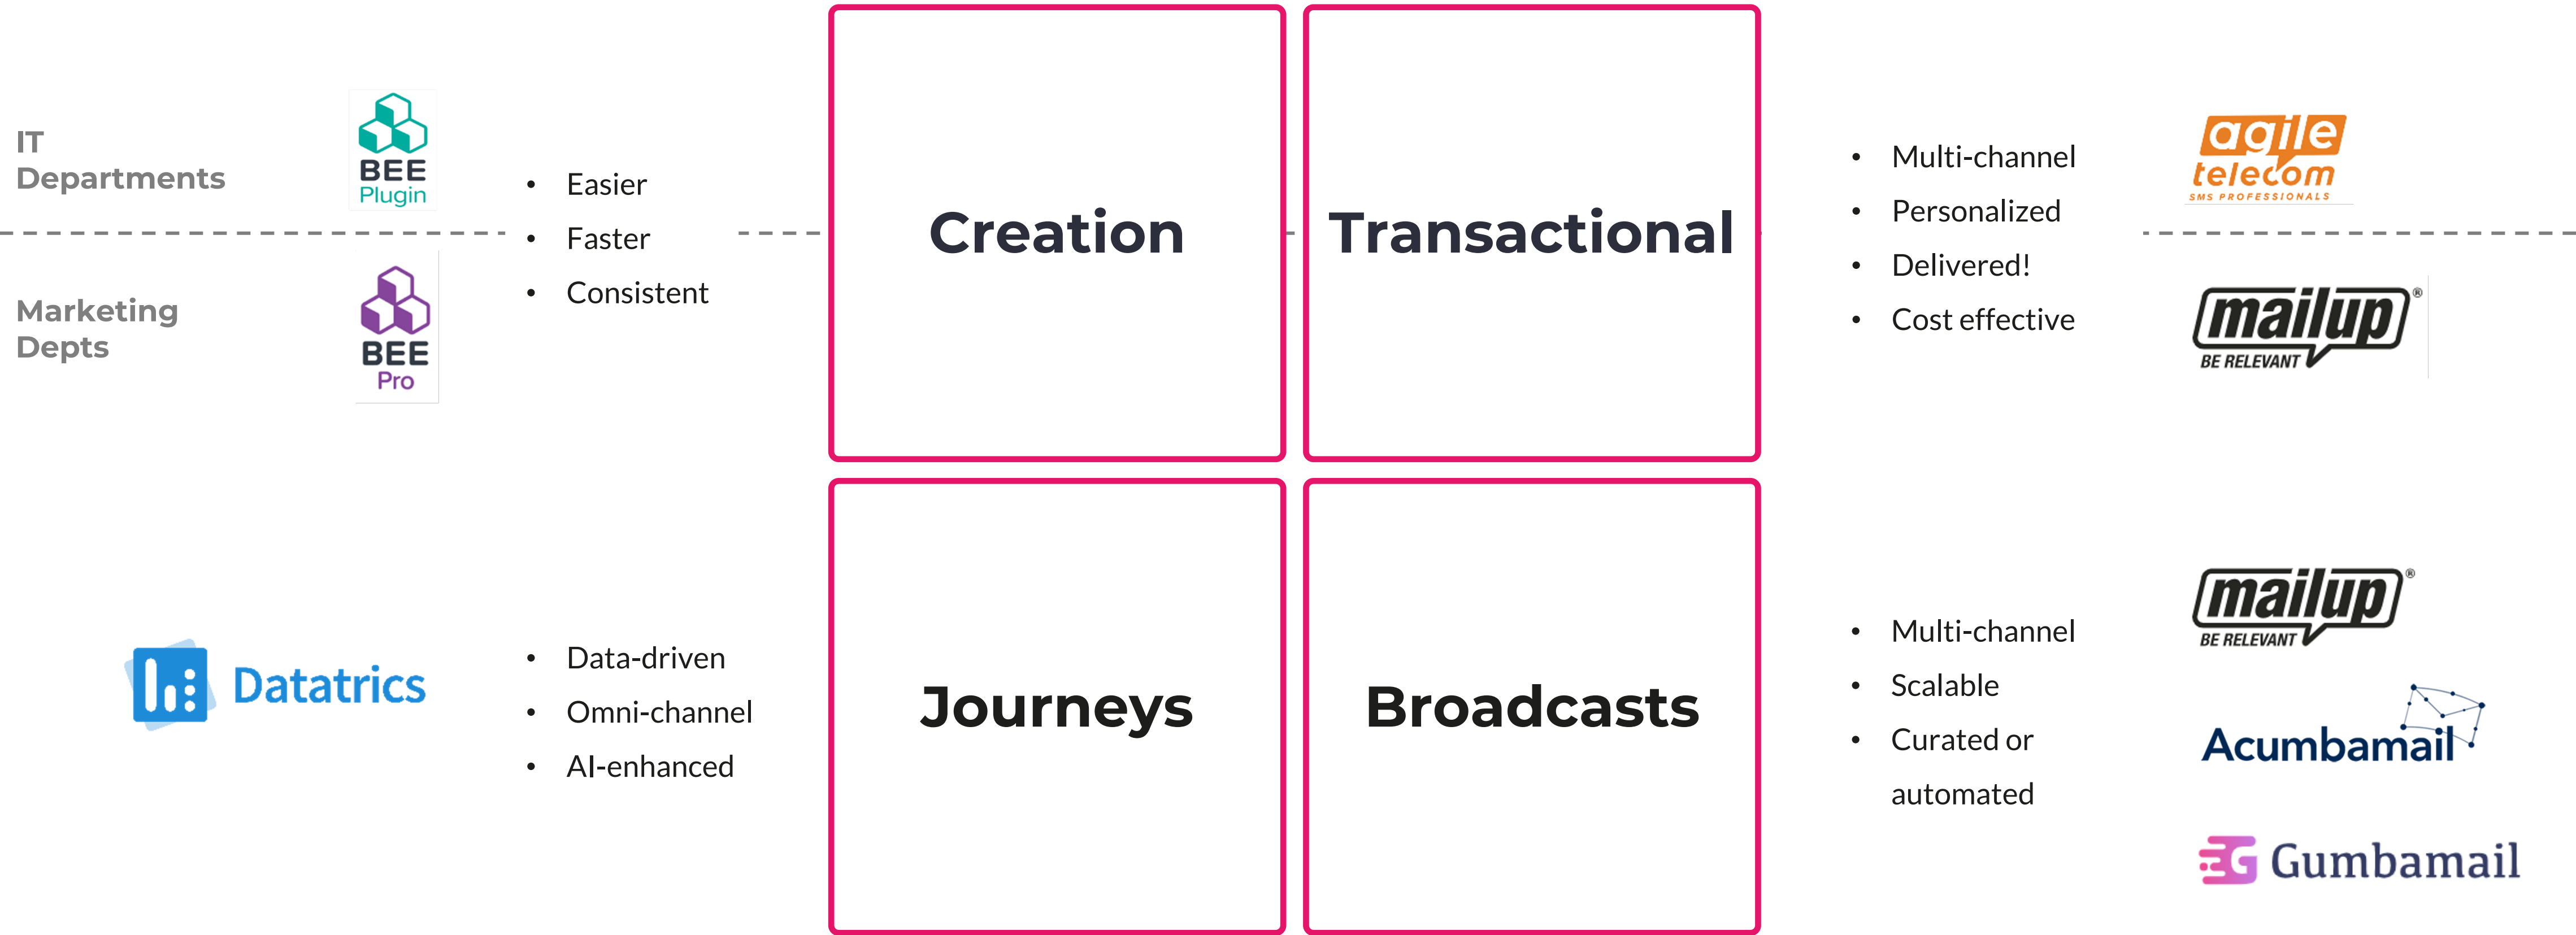 IT
Departments
BEE
Plugin
Marketing
Depts
BEE
Pro
• Easier
• Faster
• Consistent
Creation
Transactional
• Multi-channel
• Personalized
• Delivered!
• Cost effective
agile
telecom
SMS PROFESSIONALS
mailup®
BE RELEVANT
Datatrics
• Data-driven
• Omni-channel
• AI-enhanced
Journeys
Broadcasts
• Multi-channel
• Scalable
• Curated or
automated
mailup®
BE RELEVANT
Acumbamail
G Gumbamail